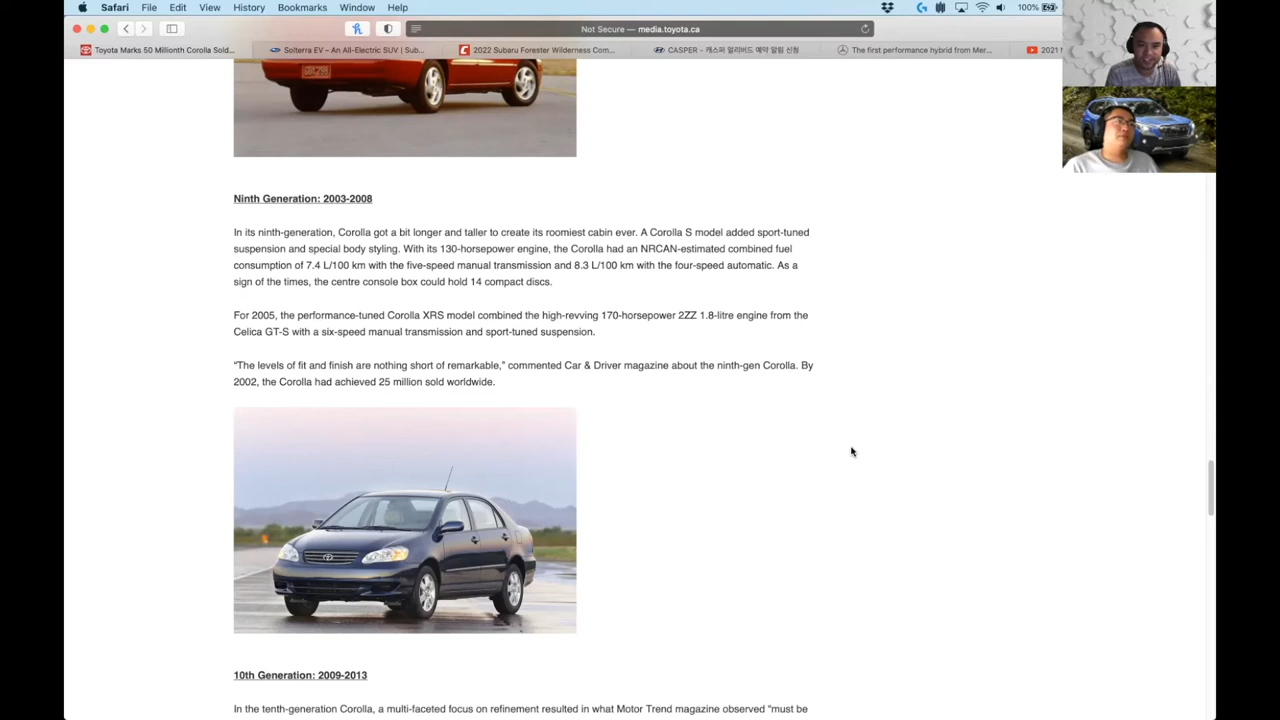 Safari File Edit View History Bookmarks Window Help 100%
Not Secure — media.toyota.ca
Toyota Marks 50 Millionth Corolla Sold... Solterra EV – An All-Electric SUV | Sub... 2022 Subaru Forester Wilderness Com... CASPER - 캐스퍼 얼리버드 예약 알림 신청 The first performance hybrid from Mer... 2021
Ninth Generation: 2003-2008
In its ninth-generation, Corolla got a bit longer and taller to create its roomiest cabin ever. A Corolla S model added sport-tuned
suspension and special body styling. With its 130-horsepower engine, the Corolla had an NRCAN-estimated combined fuel
consumption of 7.4 L/100 km with the five-speed manual transmission and 8.3 L/100 km with the four-speed automatic. As a
sign of the times, the centre console box could hold 14 compact discs.
For 2005, the performance-tuned Corolla XRS model combined the high-revving 170-horsepower 2ZZ 1.8-litre engine from the
Celica GT-S with a six-speed manual transmission and sport-tuned suspension.
“The levels of fit and finish are nothing short of remarkable,” commented Car & Driver magazine about the ninth-gen Corolla. By
2002, the Corolla had achieved 25 million sold worldwide.
10th Generation: 2009-2013
In the tenth-generation Corolla, a multi-faceted focus on refinement resulted in what Motor Trend magazine observed “must be